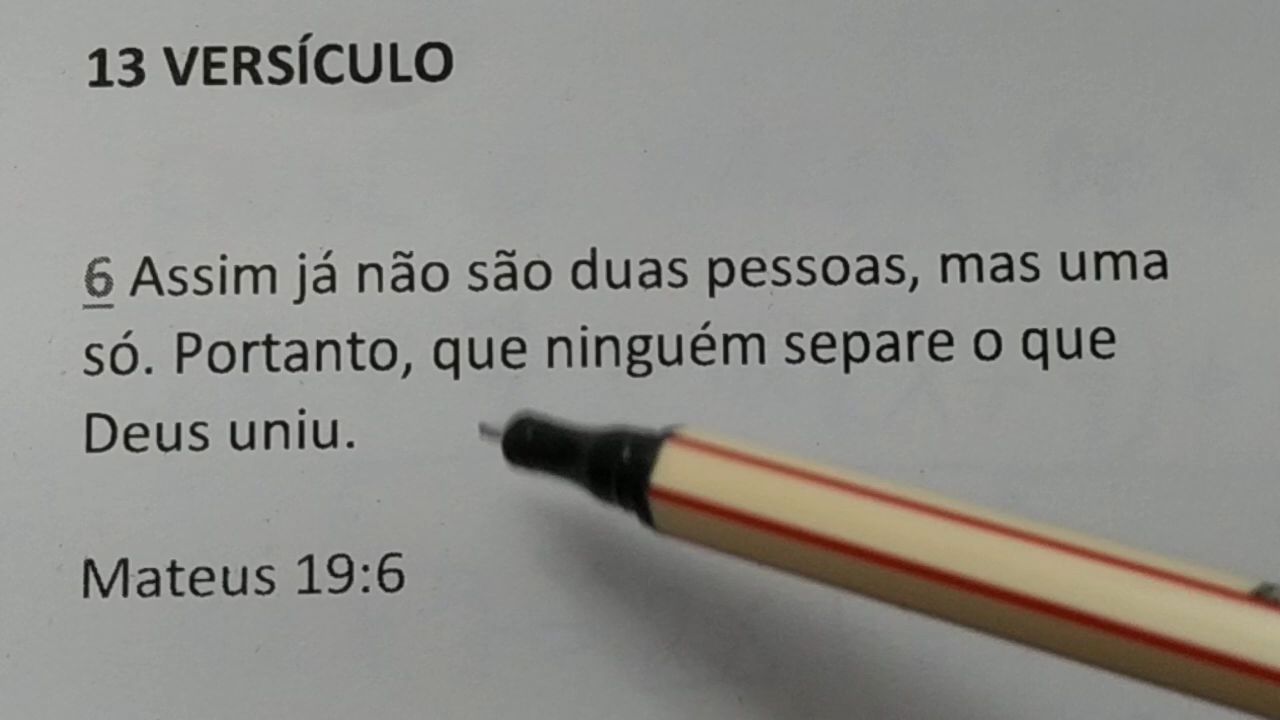 13 VERSÍCULO
6 Assim já não são duas pessoas, mas uma
só. Portanto, que ninguém separe o que
Deus uniu.
Mateus 19:6